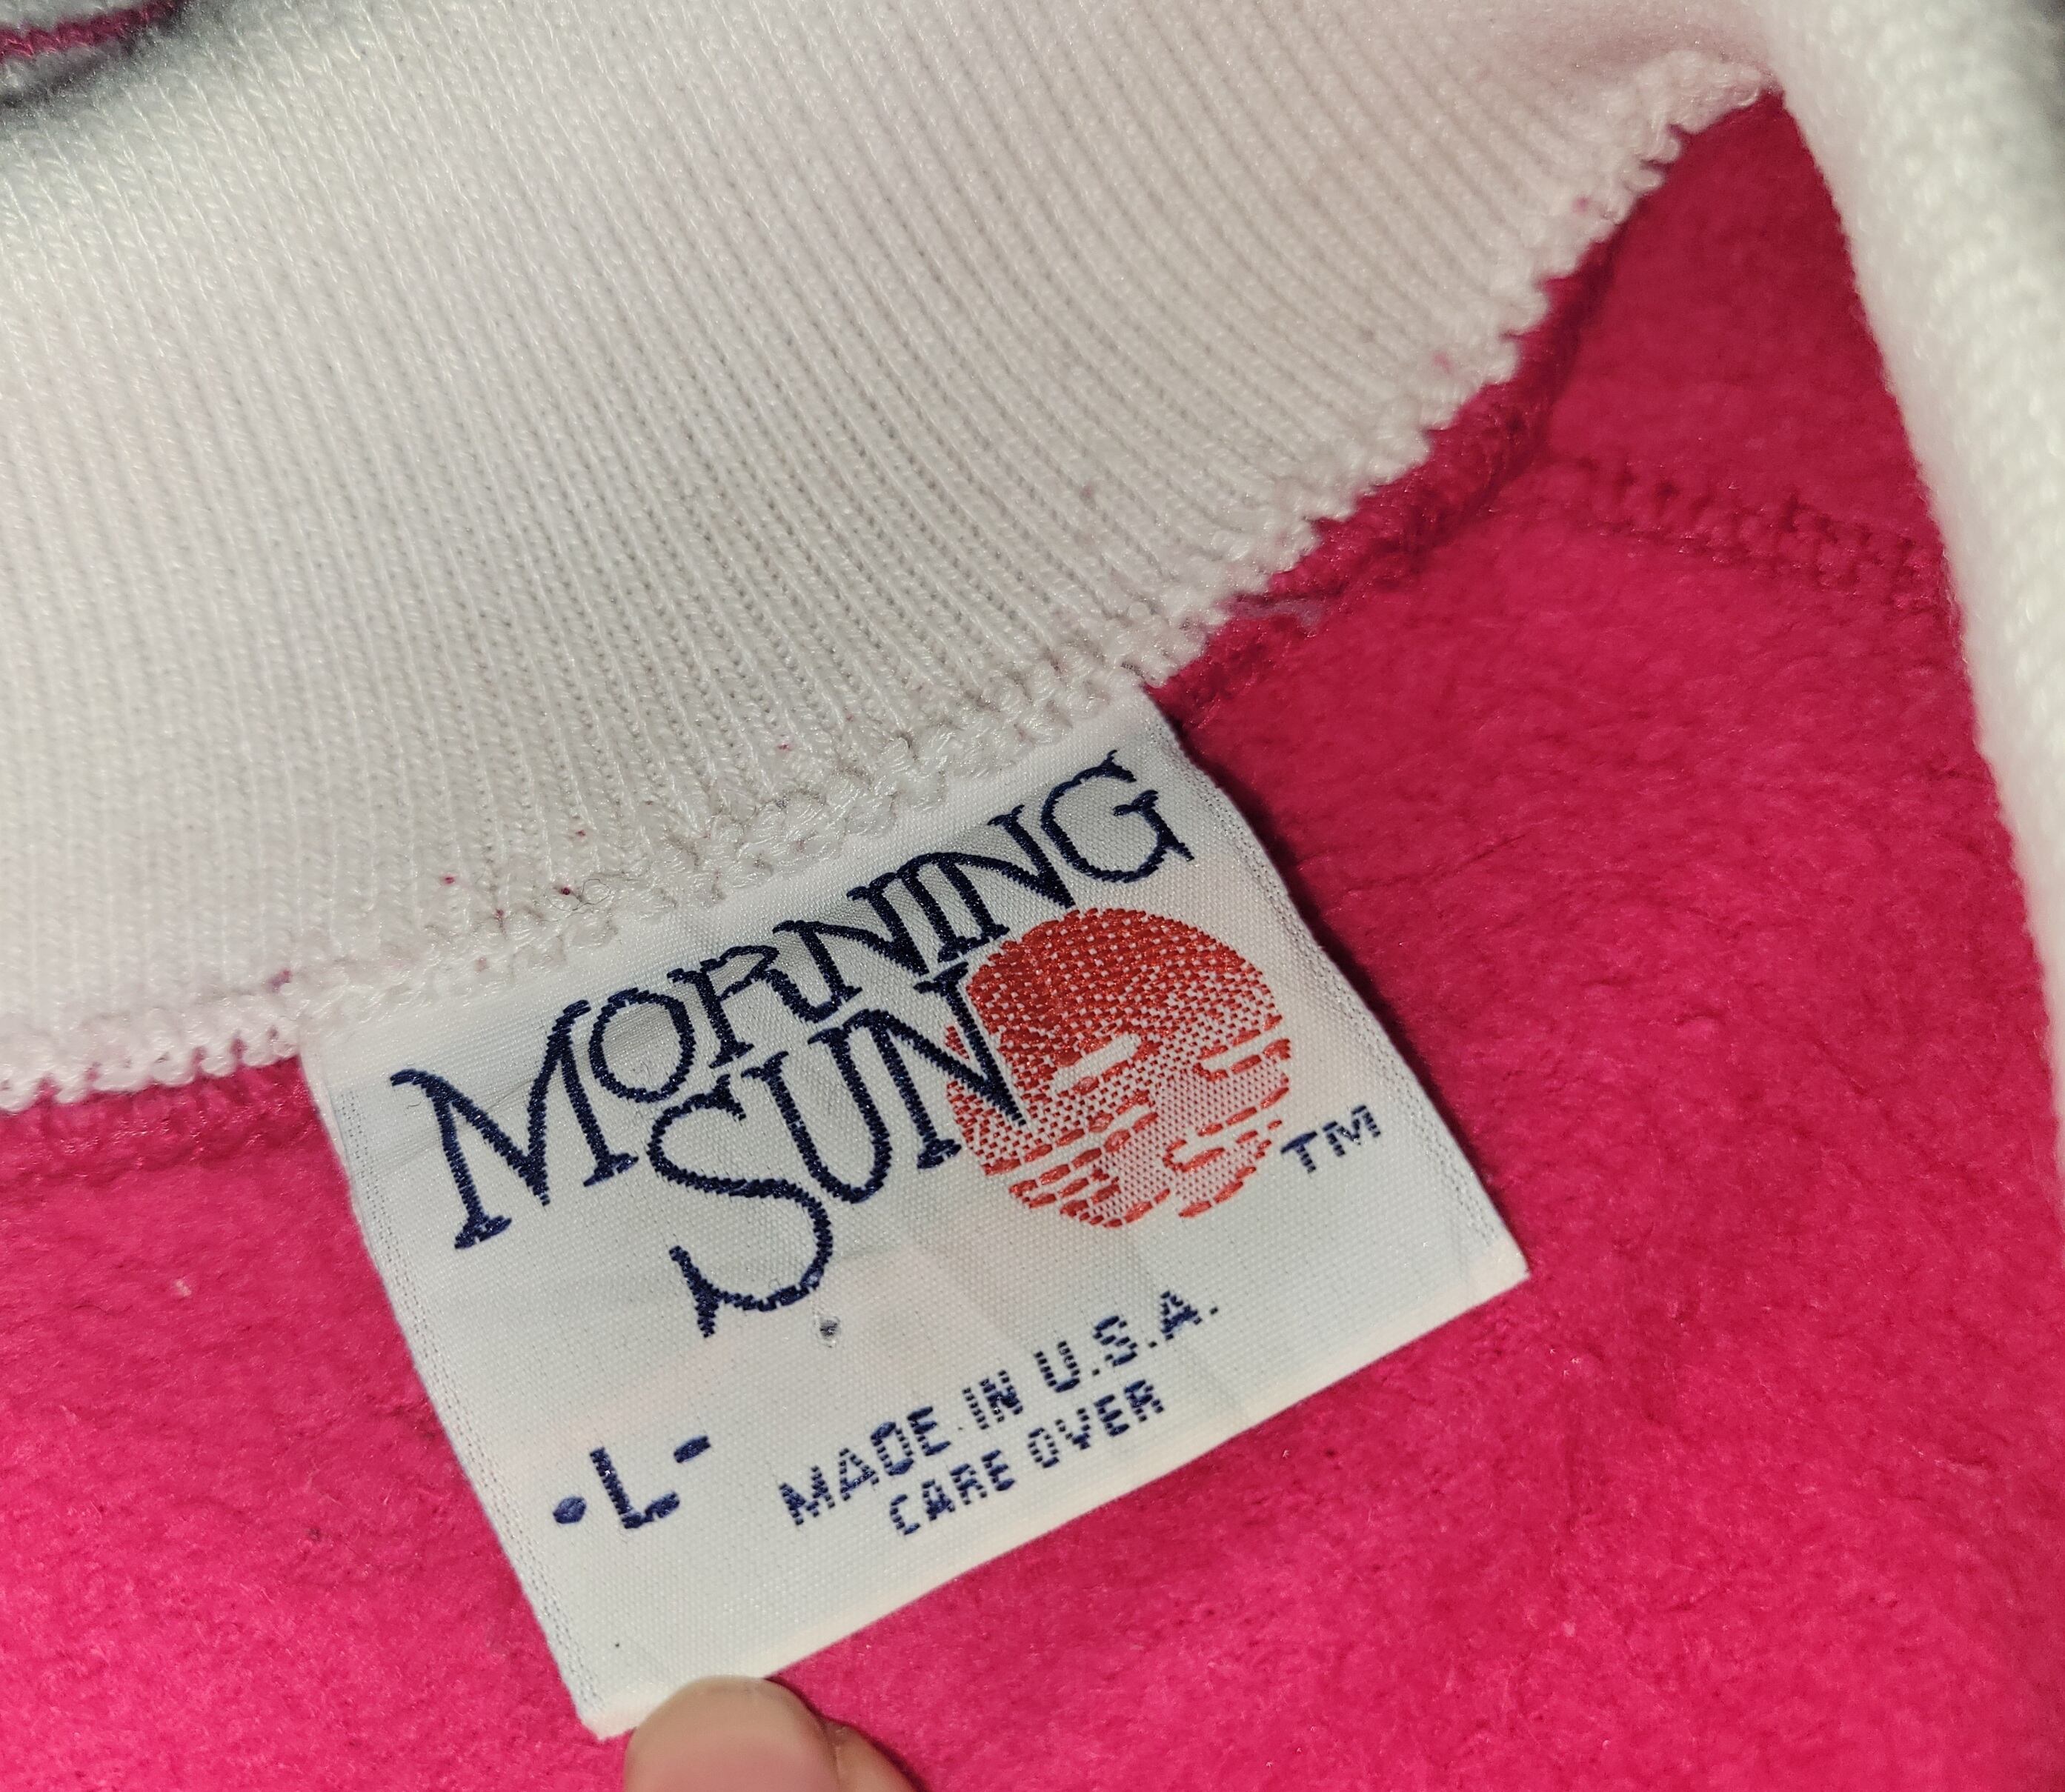 MORNING
SUN
TM
•L- MADE IN U.S.A.
CARE OVER